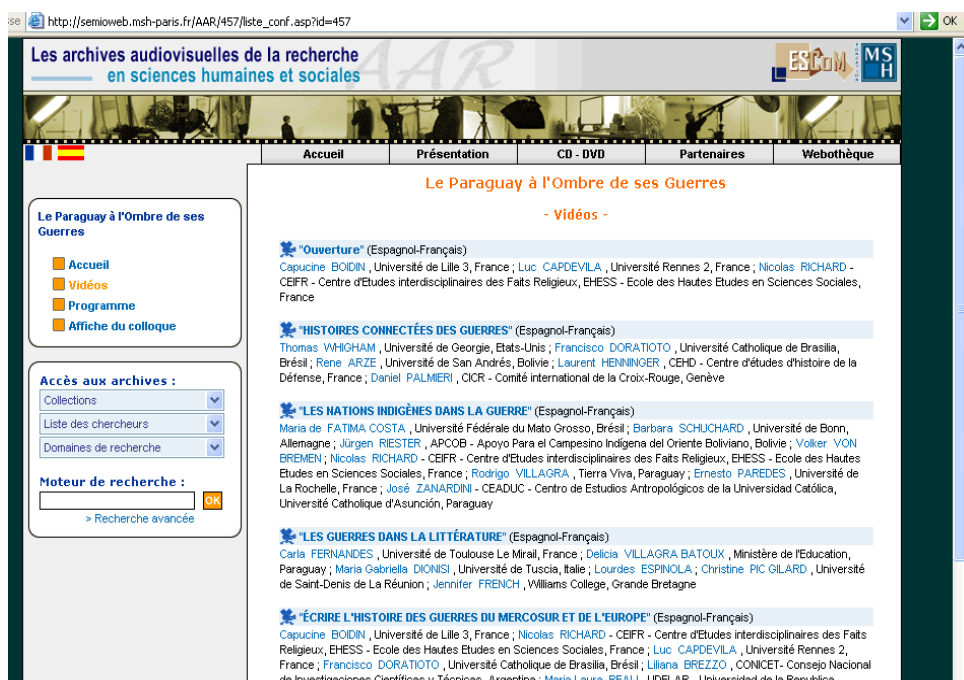 sse http://semioweb.msh-paris.fr/AAR/457/liste_conf.asp?id=457 OK
Les archives audiovisuelles de la recherche
en sciences humaines et sociales
AAR
ESCoM
MS
H
Accueil Présentation CD - DVD Partenaires Webothèque
Le Paraguay à l'Ombre de ses
Guerres
Accueil
Vidéos
Programme
Affiche du colloque
Accès aux archives :
Collections
Liste des chercheurs
Domaines de recherche
Moteur de recherche :
OK
> Recherche avancée
Le Paraguay à l'Ombre de ses Guerres
- Vidéos -
"Ouverture" (Espagnol-Français)
Capucine BOIDIN , Université de Lille 3, France ; Luc CAPDEVILA , Université Rennes 2, France ; Nicolas RICHARD -
CEIFR - Centre d'Etudes interdisciplinaires des Faits Religieux, EHESS - Ecole des Hautes Etudes en Sciences Sociales,
France
"HISTOIRES CONNECTÉES DES GUERRES" (Espagnol-Français)
Thomas WHIGHAM , Université de Georgie, Etats-Unis ; Francisco DORATIOTO , Université Catholique de Brasilia,
Brésil ; Rene ARZE , Université de San Andrés, Bolivie ; Laurent HENNINGER , CEHD - Centre d'études d'histoire de la
Défense, France ; Daniel PALMIERI , CICR - Comité international de la Croix-Rouge, Genève
"LES NATIONS INDIGÈNES DANS LA GUERRE" (Espagnol-Français)
Maria de FATIMA COSTA , Université Fédérale du Mato Grosso, Brésil ; Barbara SCHUCHARD , Université de Bonn,
Allemagne ; Jürgen RIESTER , APCOB - Apoyo Para el Campesino Indígena del Oriente Boliviano, Bolivie ; Volker VON
BREMEN ; Nicolas RICHARD - CEIFR - Centre d'Etudes interdisciplinaires des Faits Religieux, EHESS - Ecole des Hautes
Etudes en Sciences Sociales, France ; Rodrigo VILLAGRA , Tierra Viva, Paraguay ; Ernesto PAREDES , Université de
La Rochelle, France ; José ZANARDINI - CEADUC - Centro de Estudios Antropológicos de la Universidad Católica,
Université Catholique d'Asunción, Paraguay
"LES GUERRES DANS LA LITTÉRATURE" (Espagnol-Français)
Carla FERNANDES , Université de Toulouse Le Mirail, France ; Delicia VILLAGRA BATOUX , Ministère de l'Education,
Paraguay ; Maria Gabriella DIONISI , Université de Tuscia, Italie ; Lourdes ESPINOLA ; Christine PIC GILARD , Université
de Saint-Denis de La Réunion ; Jennifer FRENCH , Williams College, Grande Bretagne
"ÉCRIRE L'HISTOIRE DES GUERRES DU MERCOSUR ET DE L'EUROPE" (Espagnol-Français)
Capucine BOIDIN , Université de Lille 3, France ; Nicolas RICHARD - CEIFR - Centre d'Etudes interdisciplinaires des Faits
Religieux, EHESS - Ecole des Hautes Etudes en Sciences Sociales, France ; Luc CAPDEVILA , Université Rennes 2,
France ; Francisco DORATIOTO , Université Catholique de Brasilia, Brésil ; Liliana BREZZO , CONICET- Consejo Nacional
de Investigaciones Científicas y Técnicas, Argentine ; Maria Laura REALI , UDELAR - Universidad de la Republica